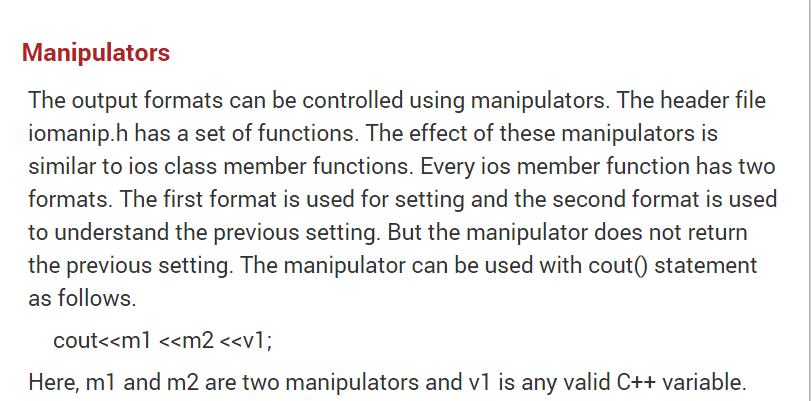 Manipulators
The output formats can be controlled using manipulators. The header file
iomanip.h has a set of functions. The effect of these manipulators is
similar to ios class member functions. Every ios member function has two
formats. The first format is used for setting and the second format is used
to understand the previous setting. But the manipulator does not return
the previous setting. The manipulator can be used with cout() statement
as follows.
cout<<m1 <<m2 <<v1;
Here, m1 and m2 are two manipulators and v1 is any valid C++ variable.